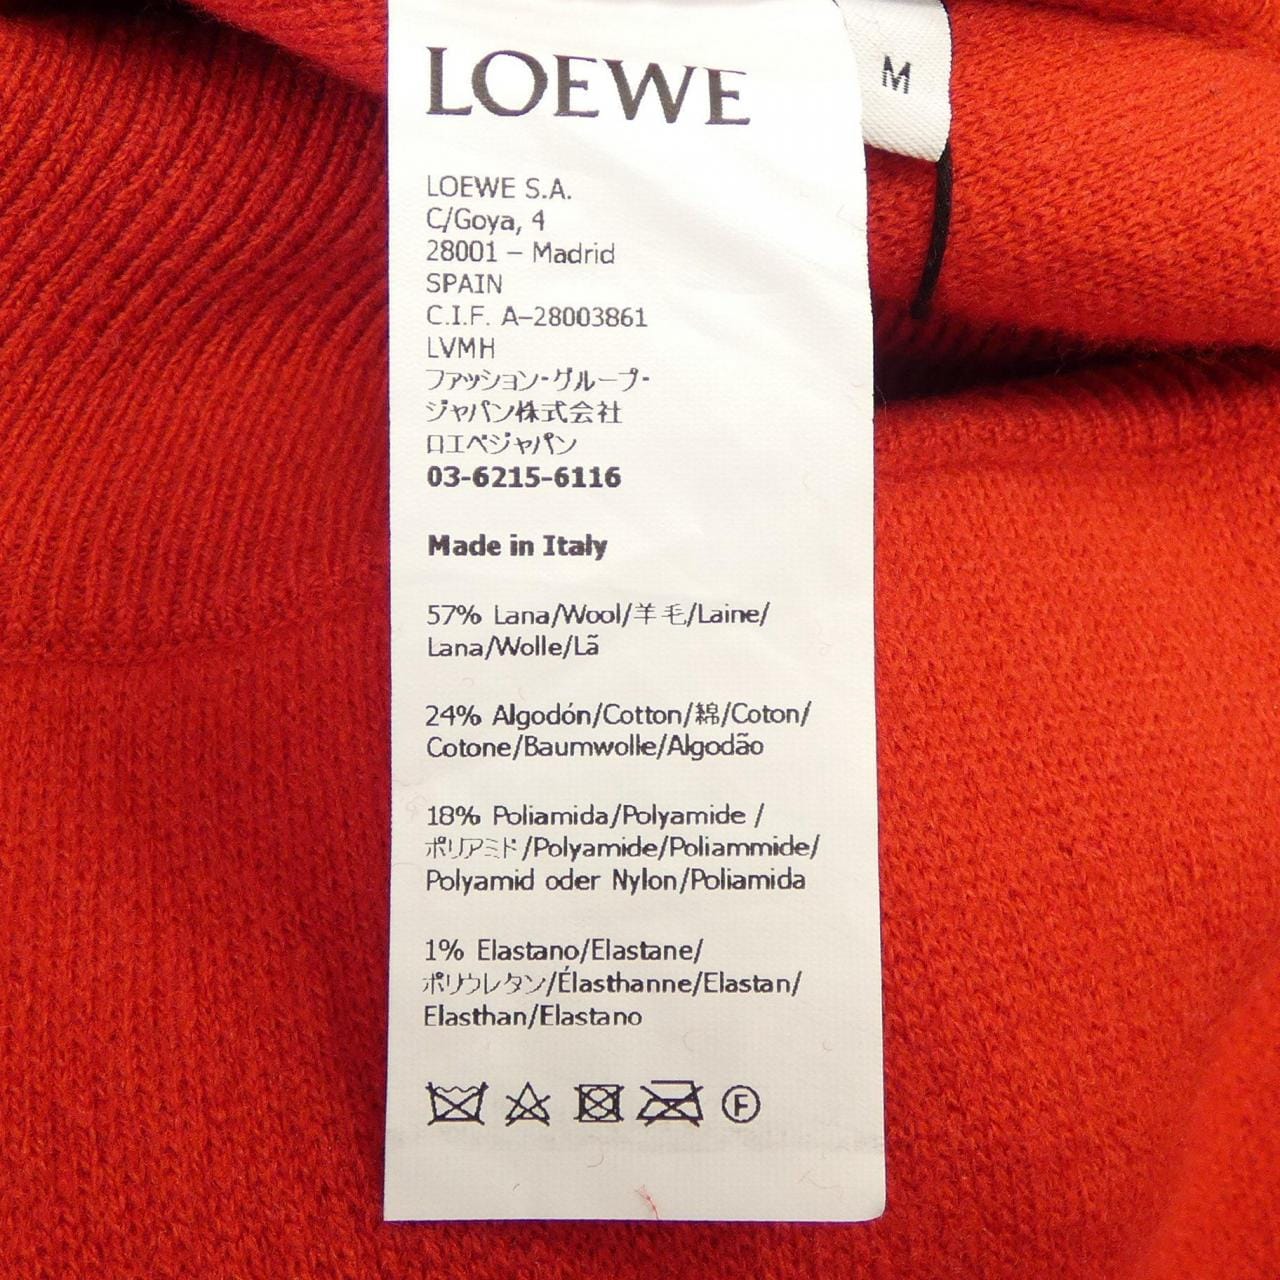 LOEWE
M
LOEWE S.A.
C/Goya, 4
28001 – Madrid
SPAIN
C.I.F. A–28003861
LVMH
ファッション・グループ・
ジャパン株式会社
ロエベジャパン
03-6215-6116
Made in Italy
57% Lana/Wool/羊毛/Laine/
Lana/Wolle/Lã
24% Algodón/Cotton/綿/Coton/
Cotone/Baumwolle/Algodão
18% Poliamida/Polyamide /
ポリアミド/Polyamide/Poliammide/
Polyamid oder Nylon/Poliamida
1% Elastano/Elastane/
ポリウレタン/Élasthanne/Elastan/
Elasthan/Elastano
F